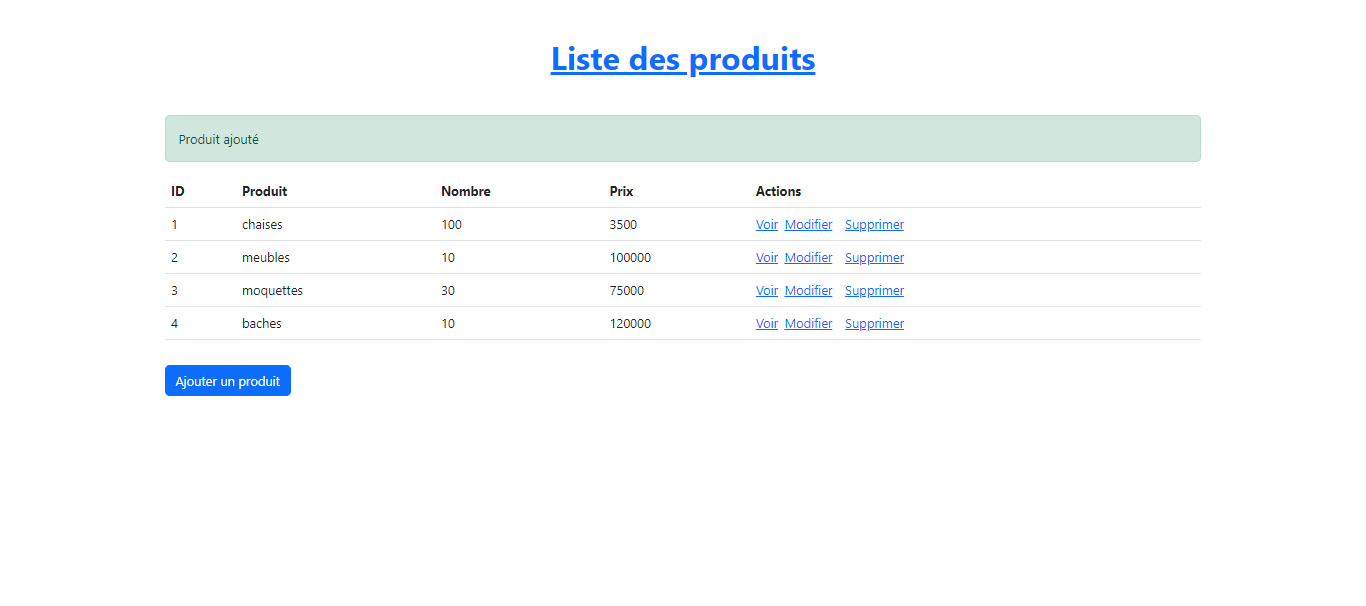 Liste des produits
Produit ajouté
ID Produit Nombre Prix Actions
1 chaises 100 3500 Voir Modifier Supprimer
2 meubles 10 100000 Voir Modifier Supprimer
3 moquettes 30 75000 Voir Modifier Supprimer
4 baches 10 120000 Voir Modifier Supprimer
Ajouter un produit